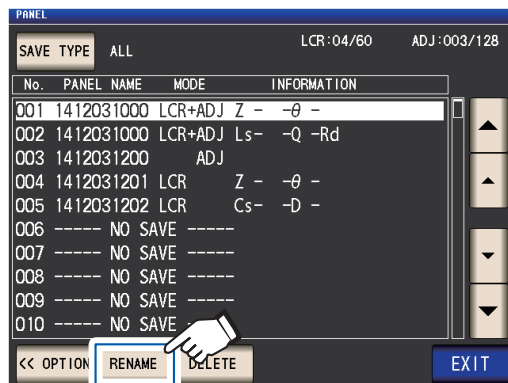 PANEL
SAVE TYPE ALL LCR:04/60 ADJ:003/128
No. PANEL NAME MODE INFORMATION
001 1412031000 LCR+ADJ Z - -θ -
002 1412031000 LCR+ADJ Ls- -Q -Rd
003 1412031200 ADJ
004 1412031201 LCR Z - -θ -
005 1412031202 LCR Cs- -D -
006 ----- NO SAVE -----
007 ----- NO SAVE -----
008 ----- NO SAVE -----
009 ----- NO SAVE -----
010 ----- NO SAVE -
<< OPTION RENAME DELETE EXIT